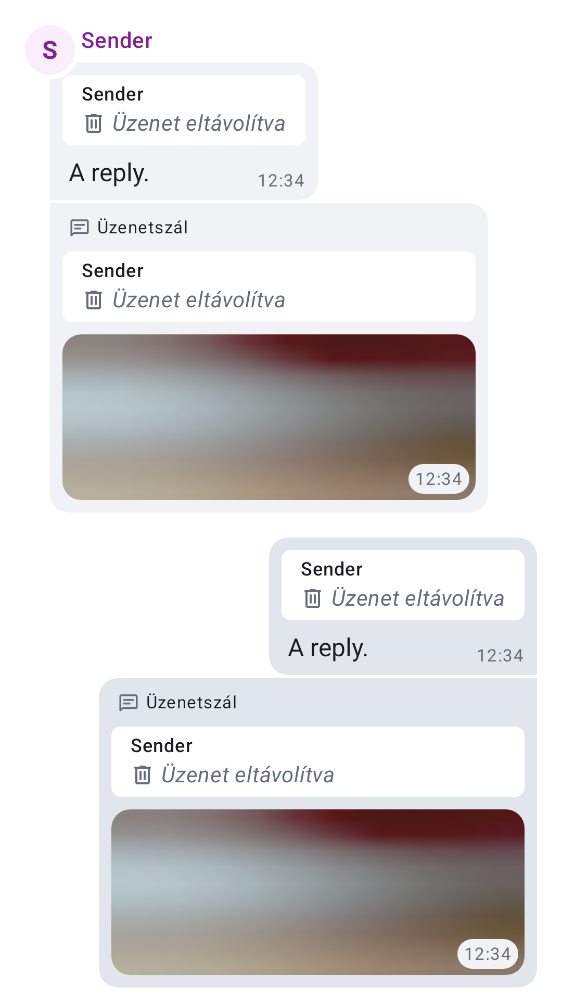 S
Sender
Sender
Üzenet eltávolítva
A reply.
12:34
Üzenetszál
Sender
Üzenet eltávolítva
12:34
Sender
Üzenet eltávolítva
A reply.
12:34
Üzenetszál
Sender
Üzenet eltávolítva
12:34